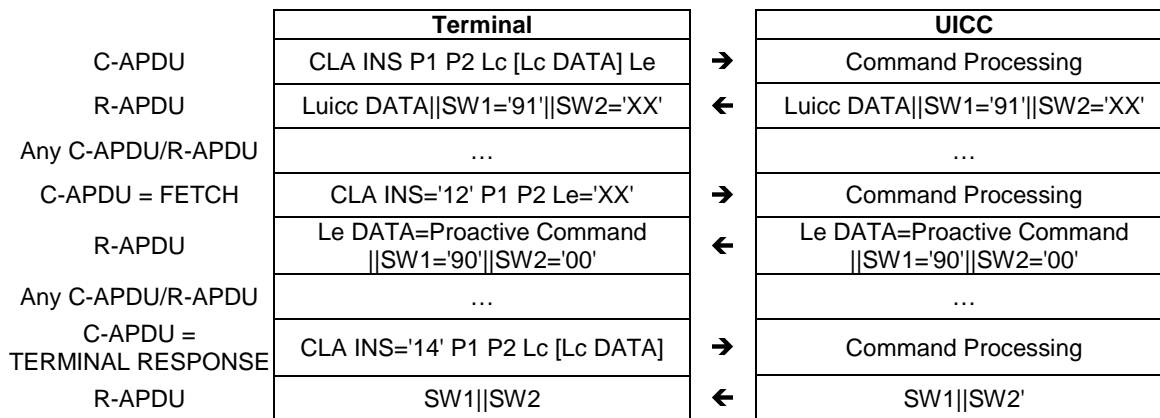 Terminal UICC
C-APDU CLA INS P1 P2 Lc [Lc DATA] Le ➔ Command Processing
R-APDU Luicc DATA||SW1='91'||SW2='XX' 🡸 Luicc DATA||SW1='91'||SW2='XX'
Any C-APDU/R-APDU … …
C-APDU = FETCH CLA INS='12' P1 P2 Le='XX' ➔ Command Processing
R-APDU Le DATA=Proactive Command ||SW1='90'||SW2='00' 🡸 Le DATA=Proactive Command ||SW1='90'||SW2='00'
Any C-APDU/R-APDU … …
C-APDU =
TERMINAL RESPONSE CLA INS='14' P1 P2 Lc [Lc DATA] ➔ Command Processing
R-APDU SW1||SW2 🡸 SW1||SW2'